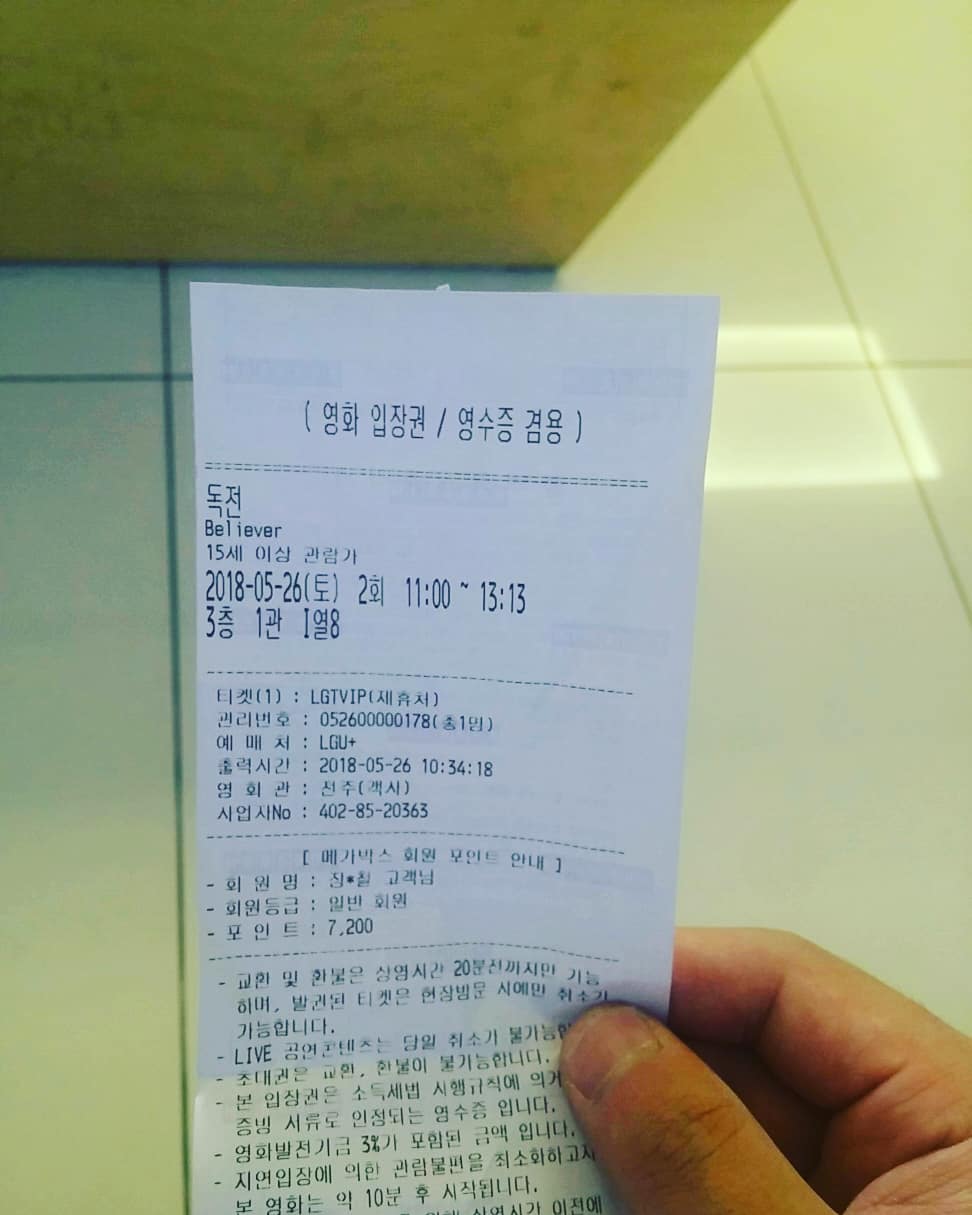 ( 영화 입장권 / 영수증 겸용 )
독전
Believer
15세 이상 관람가
2018-05-26(토) 2회 11:00 ~ 13:13
3층 1관 I열8
티켓(1) : LGTVIP(제휴처)
관리번호 : 052600000178(총1명)
예 매 처 : LGU+
출력시간 : 2018-05-26 10:34:18
영 화 관 : 전주(객사)
사업자No : 402-85-20363
[ 메가박스 회원 포인트 안내 ]
- 회 원 명 : 정*철 고객님
- 회원등급 : 일반 회원
- 포 인 트 : 7,200
- 교환 및 환불은 상영시간 20분전까지만 가능
하며, 발권된 티켓은 현장방문 시에만 취소가
가능합니다.
- LIVE 공연콘텐츠는 당일 취소가 불가능합
- 초대권은 교환, 환불이 불가능합니다.
- 본 입장권은 소득세법 시행규칙에 의거
증빙 서류로 인정되는 영수증 입니다.
- 영화발전기금 3%가 포함된 금액 입니다.
- 지연입장에 의한 관람불편을 최소화하고자
본 영화는 약 10분 후 시작됩니다.
상영시간 이전에